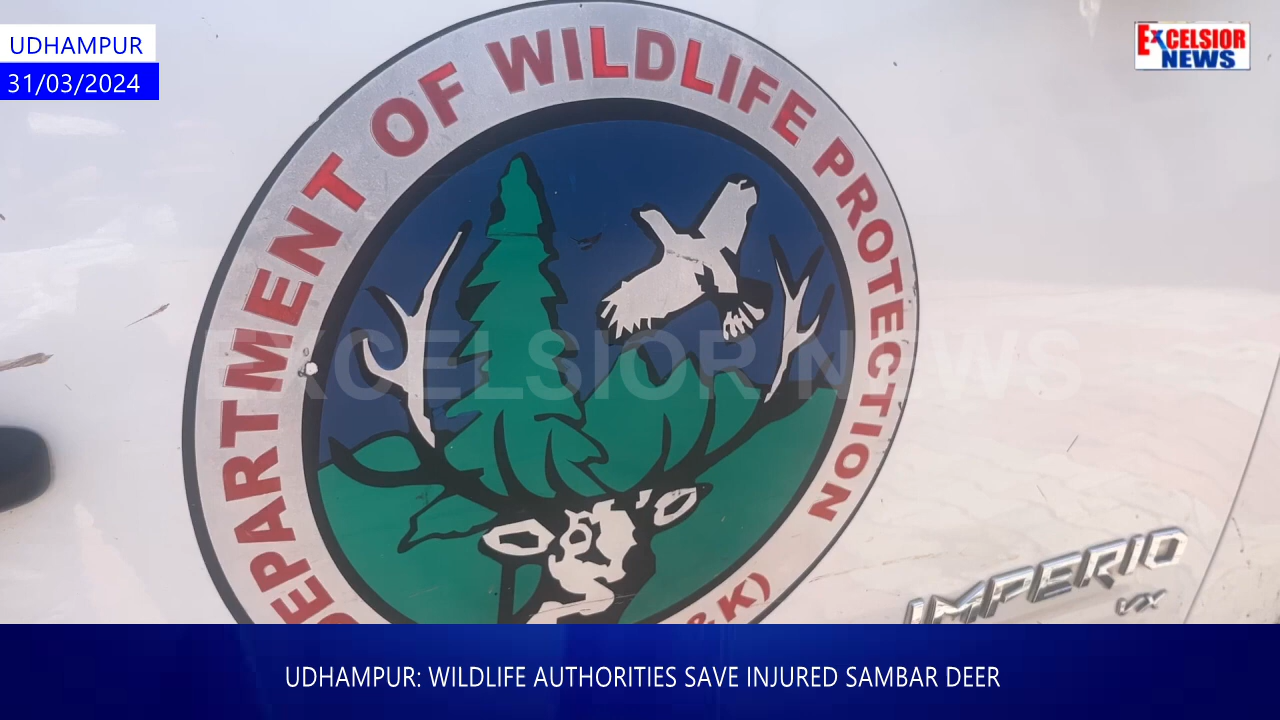 UDHAMPUR
31/03/2024
EXCELSIOR
NEWS
DEPARTMENT OF WILDLIFE PROTECTION
& K)
EXCELSIOR NEWS
IMPERIO
VX
UDHAMPUR: WILDLIFE AUTHORITIES SAVE INJURED SAMBAR DEER